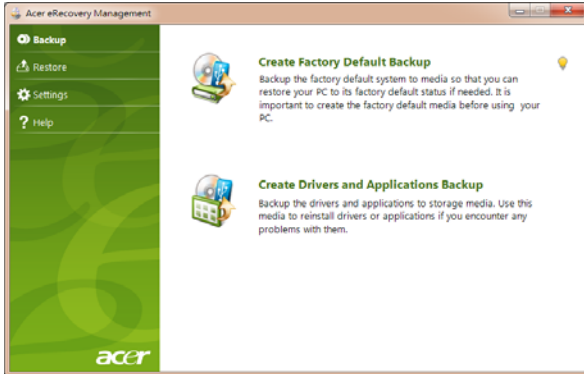 Acer eRecovery Management
Backup
Restore
Settings
Help
Create Factory Default Backup
Backup the factory default system to media so that you can
restore your PC to its factory default status if needed. It is
important to create the factory default media before using your
PC.
Create Drivers and Applications Backup
Backup the drivers and applications to storage media. Use this
media to reinstall drivers or applications if you encounter any
problems with them.
acer